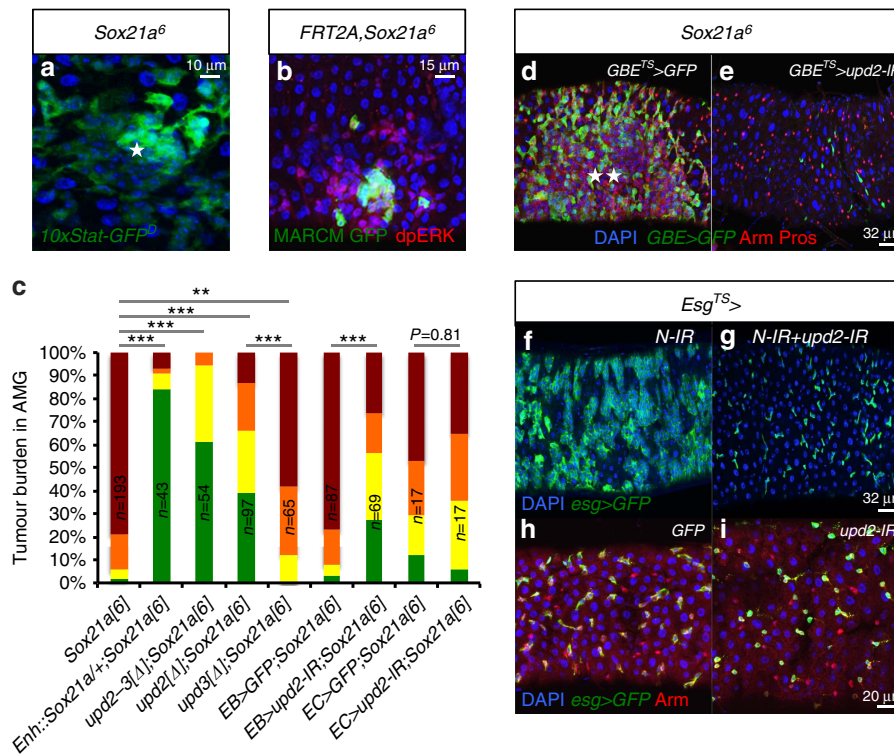 Sox21a⁶
FRT2A,Sox21a⁶
Sox21a⁶
a
10 µm
10xStat-GFPᴰ
b
15 µm
MARCM GFP dpERK
d
GBEᵀˢ>GFP
e
GBEᵀˢ>upd2-IR
DAPI GBE>GFP Arm Pros
32 µm
c
**
***
***
***
***
***
P=0.81
Tumour burden in AMG
100%
90%
80%
70%
60%
50%
40%
30%
20%
10%
0%
n=193
n=43
n=54
n=97
n=65
n=87
n=69
n=17
n=17
Sox21a[6]
Enh::Sox21a/+;Sox21a[6]
upd2–3[Δ];Sox21a[6]
upd2[Δ];Sox21a[6]
upd3[Δ];Sox21a[6]
EB>GFP;Sox21a[6]
EB>upd2-IR;Sox21a[6]
EC>GFP;Sox21a[6]
EC>upd2-IR;Sox21a[6]
Esgᵀˢ>
f
N-IR
DAPI esg>GFP
g
N-IR+upd2-IR
32 µm
h
GFP
DAPI esg>GFP Arm
i
upd2-IR
20 µm